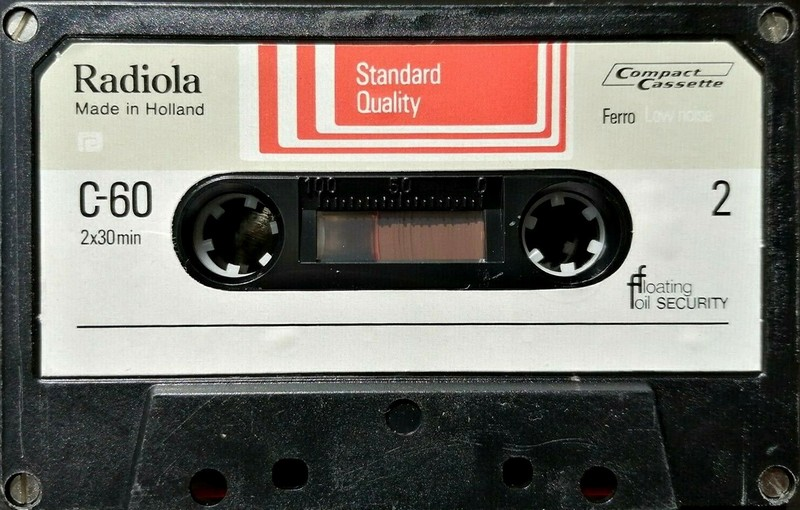 Radiola
Made in Holland
Standard
Quality
Compact
Cassette
Ferro Low noise
C-60
2x30min
100 50 0
2
floating
foil SECURITY